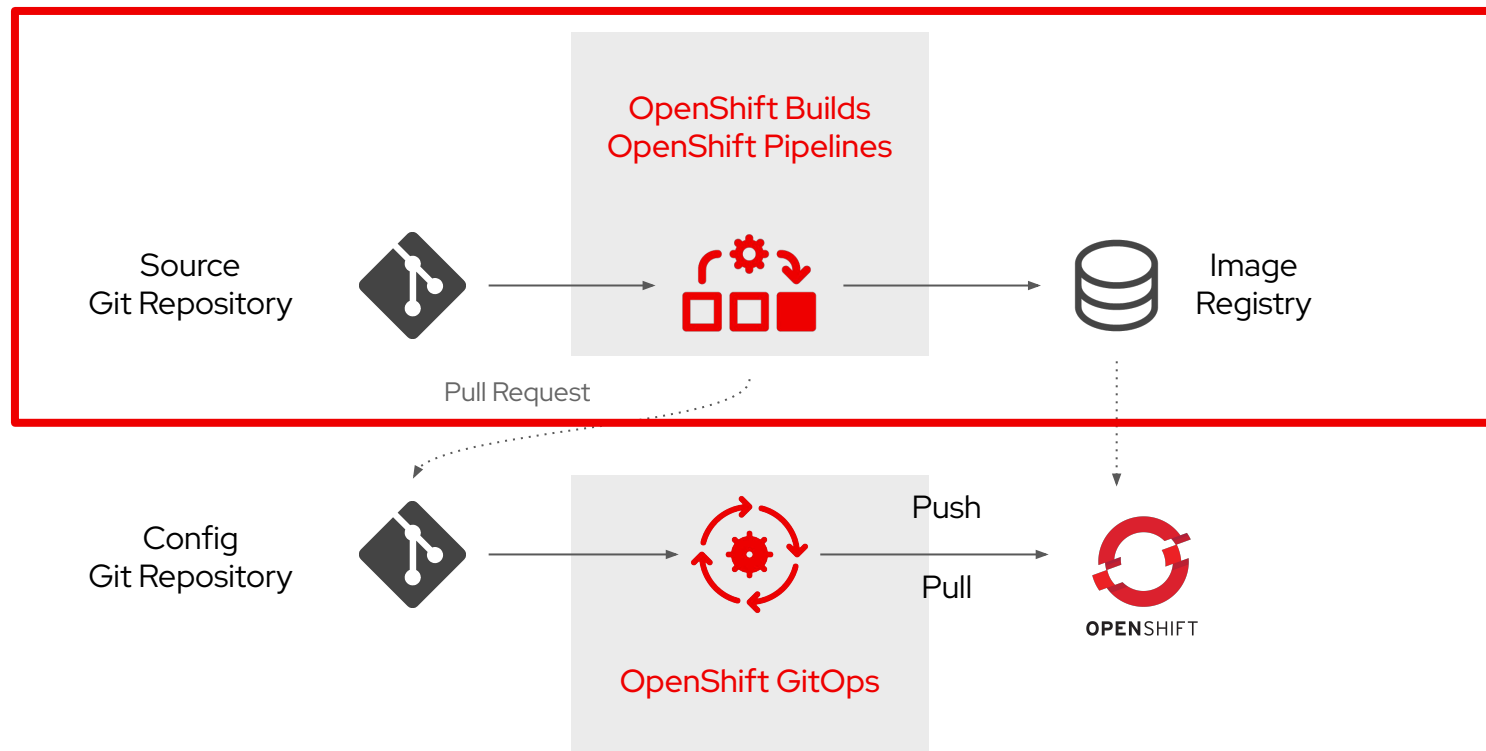 OpenShift Builds
OpenShift Pipelines
Source
Git Repository
Image
Registry
Pull Request
Config
Git Repository
Push
Pull
OPENSHIFT
OpenShift GitOps